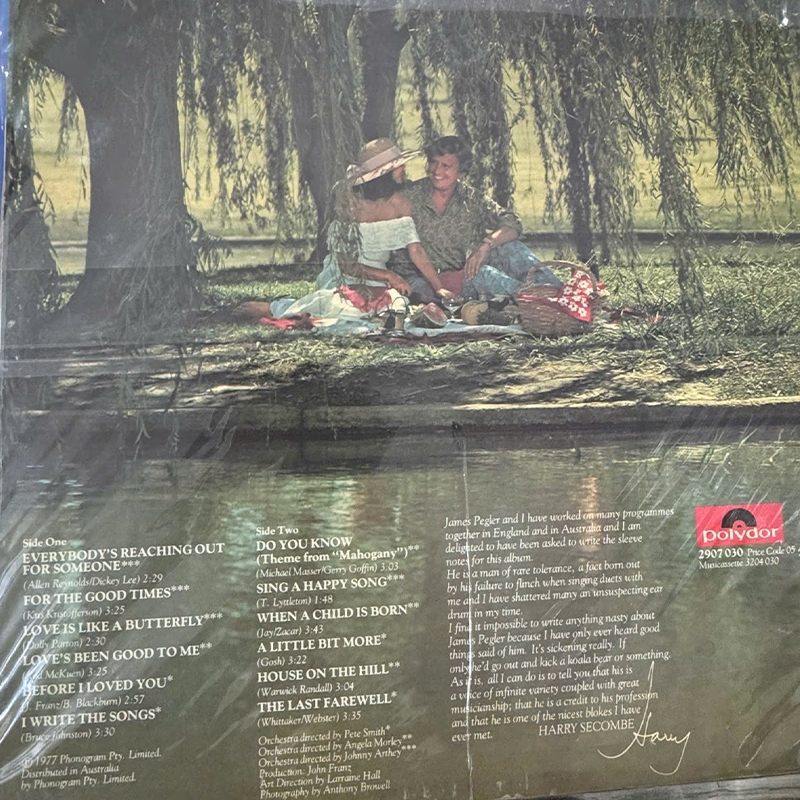 Side One
EVERYBODY'S REACHING OUT
FOR SOMEONE***
(Allen Reynolds/Dickey Lee) 2:29
FOR THE GOOD TIMES***
(Kris Kristofferson) 3:25
LOVE IS LIKE A BUTTERFLY***
(Dolly Parton) 2:30
LOVE'S BEEN GOOD TO ME**
(Rod McKuen) 3:25
BEFORE I LOVED YOU*
(J. Franz/B. Blackburn) 2:57
I WRITE THE SONGS*
(Bruce Johnston) 3:30
© 1977 Phonogram Pty. Limited.
Distributed in Australia
by Phonogram Pty. Limited.
Side Two
DO YOU KNOW
(Theme from "Mahogany")**
(Michael Masser/Gerry Goffin) 3:03
SING A HAPPY SONG***
(T. Lyttleton) 1:48
WHEN A CHILD IS BORN**
(Jay/Zacar) 3:43
A LITTLE BIT MORE*
(Gosh) 3:22
HOUSE ON THE HILL**
(Warwick Randall) 3:04
THE LAST FAREWELL*
(Whittaker/Webster) 3:35
Orchestra directed by Pete Smith*
Orchestra directed by Angela Morley**
Orchestra directed by Johnny Arthey***
Production: John Franz
Art Direction by Larraine Hall
Photography by Anthony Browell
James Pegler and I have worked on many programmes
together in England and in Australia and I am
delighted to have been asked to write the sleeve
notes for this album.
He is a man of rare tolerance, a fact born out
by his failure to flinch when singing duets with
me and I have shattered many an unsuspecting ear
drum in my time.
I find it impossible to write anything nasty about
James Pegler because I have only ever heard good
things said of him. It's sickening really. If
only he'd go out and kick a koala bear or something.
As it is, all I can do is to tell you that his is
a voice of infinite variety coupled with great
musicianship; that he is a credit to his profession
and that he is one of the nicest blokes I have
ever met.
HARRY SECOMBE
Harry
polydor
2907 030 Price Code 05
Musicassette 3204 030